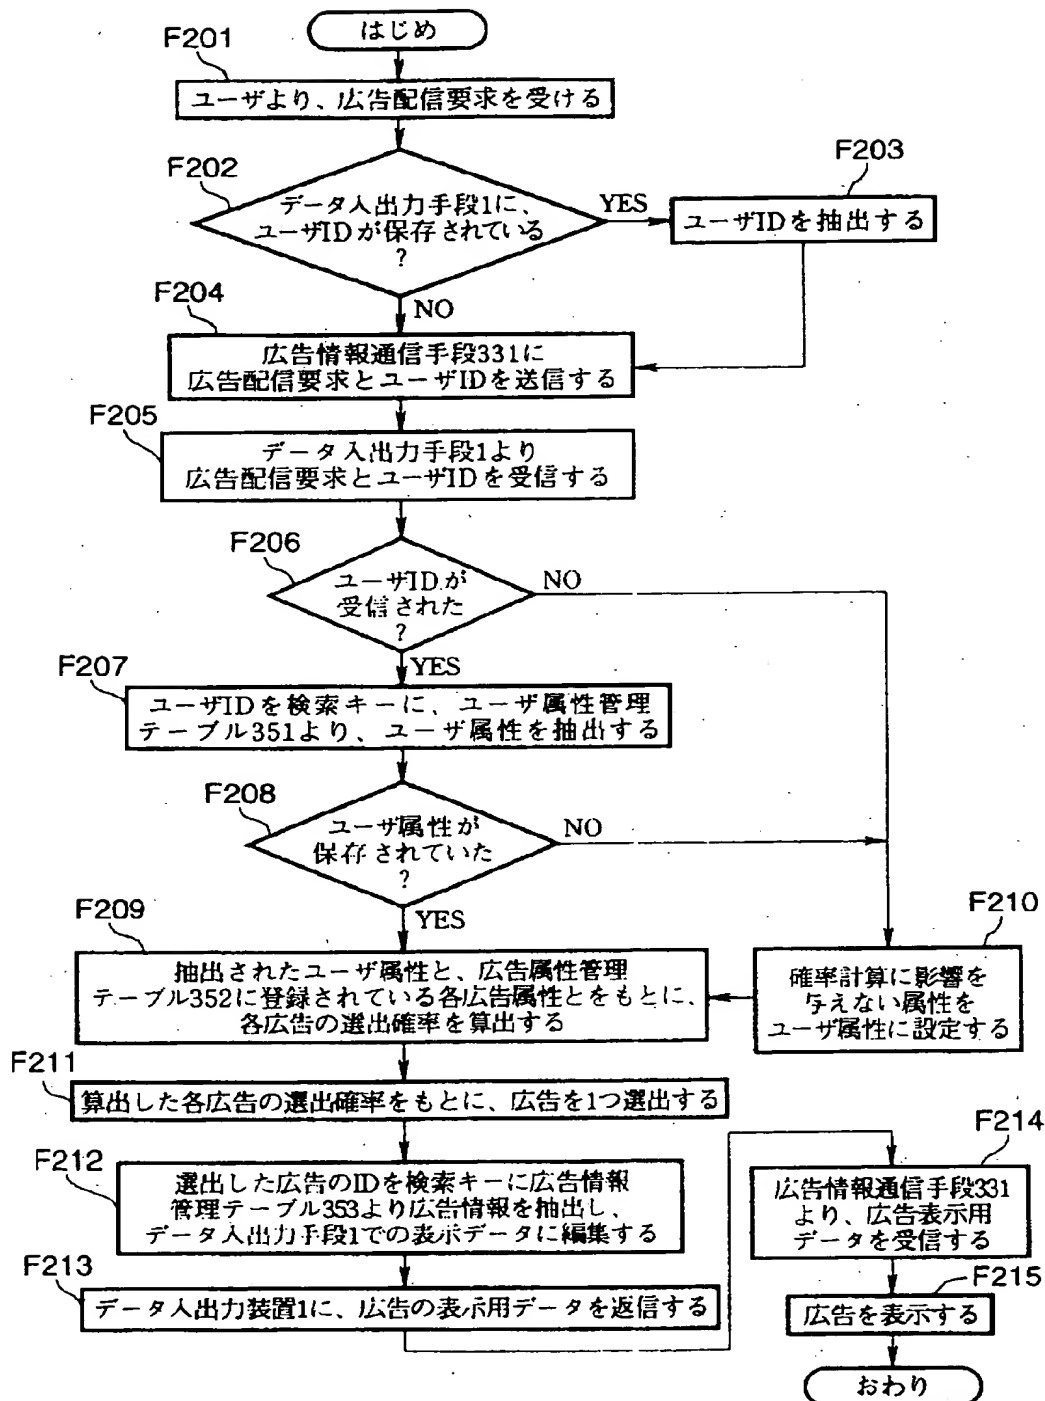 はじめ
F201
ユーザより、広告配信要求を受ける
F202
データ入出力手段1に、
ユーザIDが保存されている
?
YES
F203
ユーザIDを抽出する
NO
F204
広告情報通信手段331に
広告配信要求とユーザIDを送信する
F205
データ入出力手段1より
広告配信要求とユーザIDを受信する
F206
ユーザIDが
受信された
?
NO
YES
F207
ユーザIDを検索キーに、ユーザ属性管理
テーブル351より、ユーザ属性を抽出する
F208
ユーザ属性が
保存されていた
?
NO
YES
F209
抽出されたユーザ属性と、広告属性管理
テーブル352に登録されている各広告属性とをもとに、
各広告の選出確率を算出する
F210
確率計算に影響を
与えない属性を
ユーザ属性に設定する
F211
算出した各広告の選出確率をもとに、広告を1つ選出する
F212
選出した広告のIDを検索キーに広告情報
管理テーブル353より広告情報を抽出し、
データ入出力手段1での表示データに編集する
F213
データ入出力装置1に、広告の表示用データを返信する
F214
広告情報通信手段331
より、広告表示用
データを受信する
F215
広告を表示する
おわり